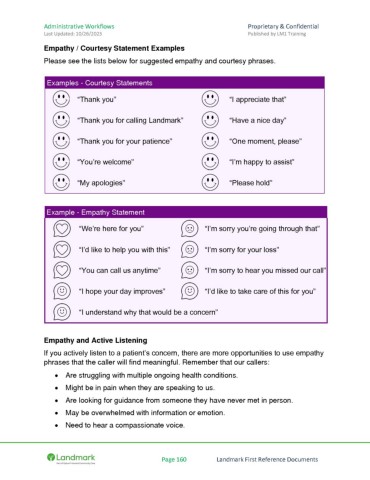 Administrative Workflows Proprietary & Confidential
Last Updated: 10/26/2023 Published by LM1 Training
Empathy / Courtesy Statement Examples
Please see the lists below for suggested empathy and courtesy phrases.
Examples - Courtesy Statements
“Thank you” “I appreciate that”
“Thank you for calling Landmark” “Have a nice day”
“Thank you for your patience” “One moment, please”
“You’re welcome” “I’m happy to assist”
“My apologies” “Please hold”
Example - Empathy Statement
“We’re here for you” “I’m sorry you’re going through that”
“I’d like to help you with this” “I’m sorry for your loss”
“You can call us anytime” “I’m sorry to hear you missed our call”
“I hope your day improves” “I’d like to take care of this for you”
“I understand why that would be a concern”
Empathy and Active Listening
If you actively listen to a patient’s concern, there are more opportunities to use empathy
phrases that the caller will find meaningful. Remember that our callers:
• Are struggling with multiple ongoing health conditions.
• Might be in pain when they are speaking to us.
• Are looking for guidance from someone they have never met in person.
• May be overwhelmed with information or emotion.
• Need to hear a compassionate voice.
Landmark Page 160 Landmark First Reference Documents